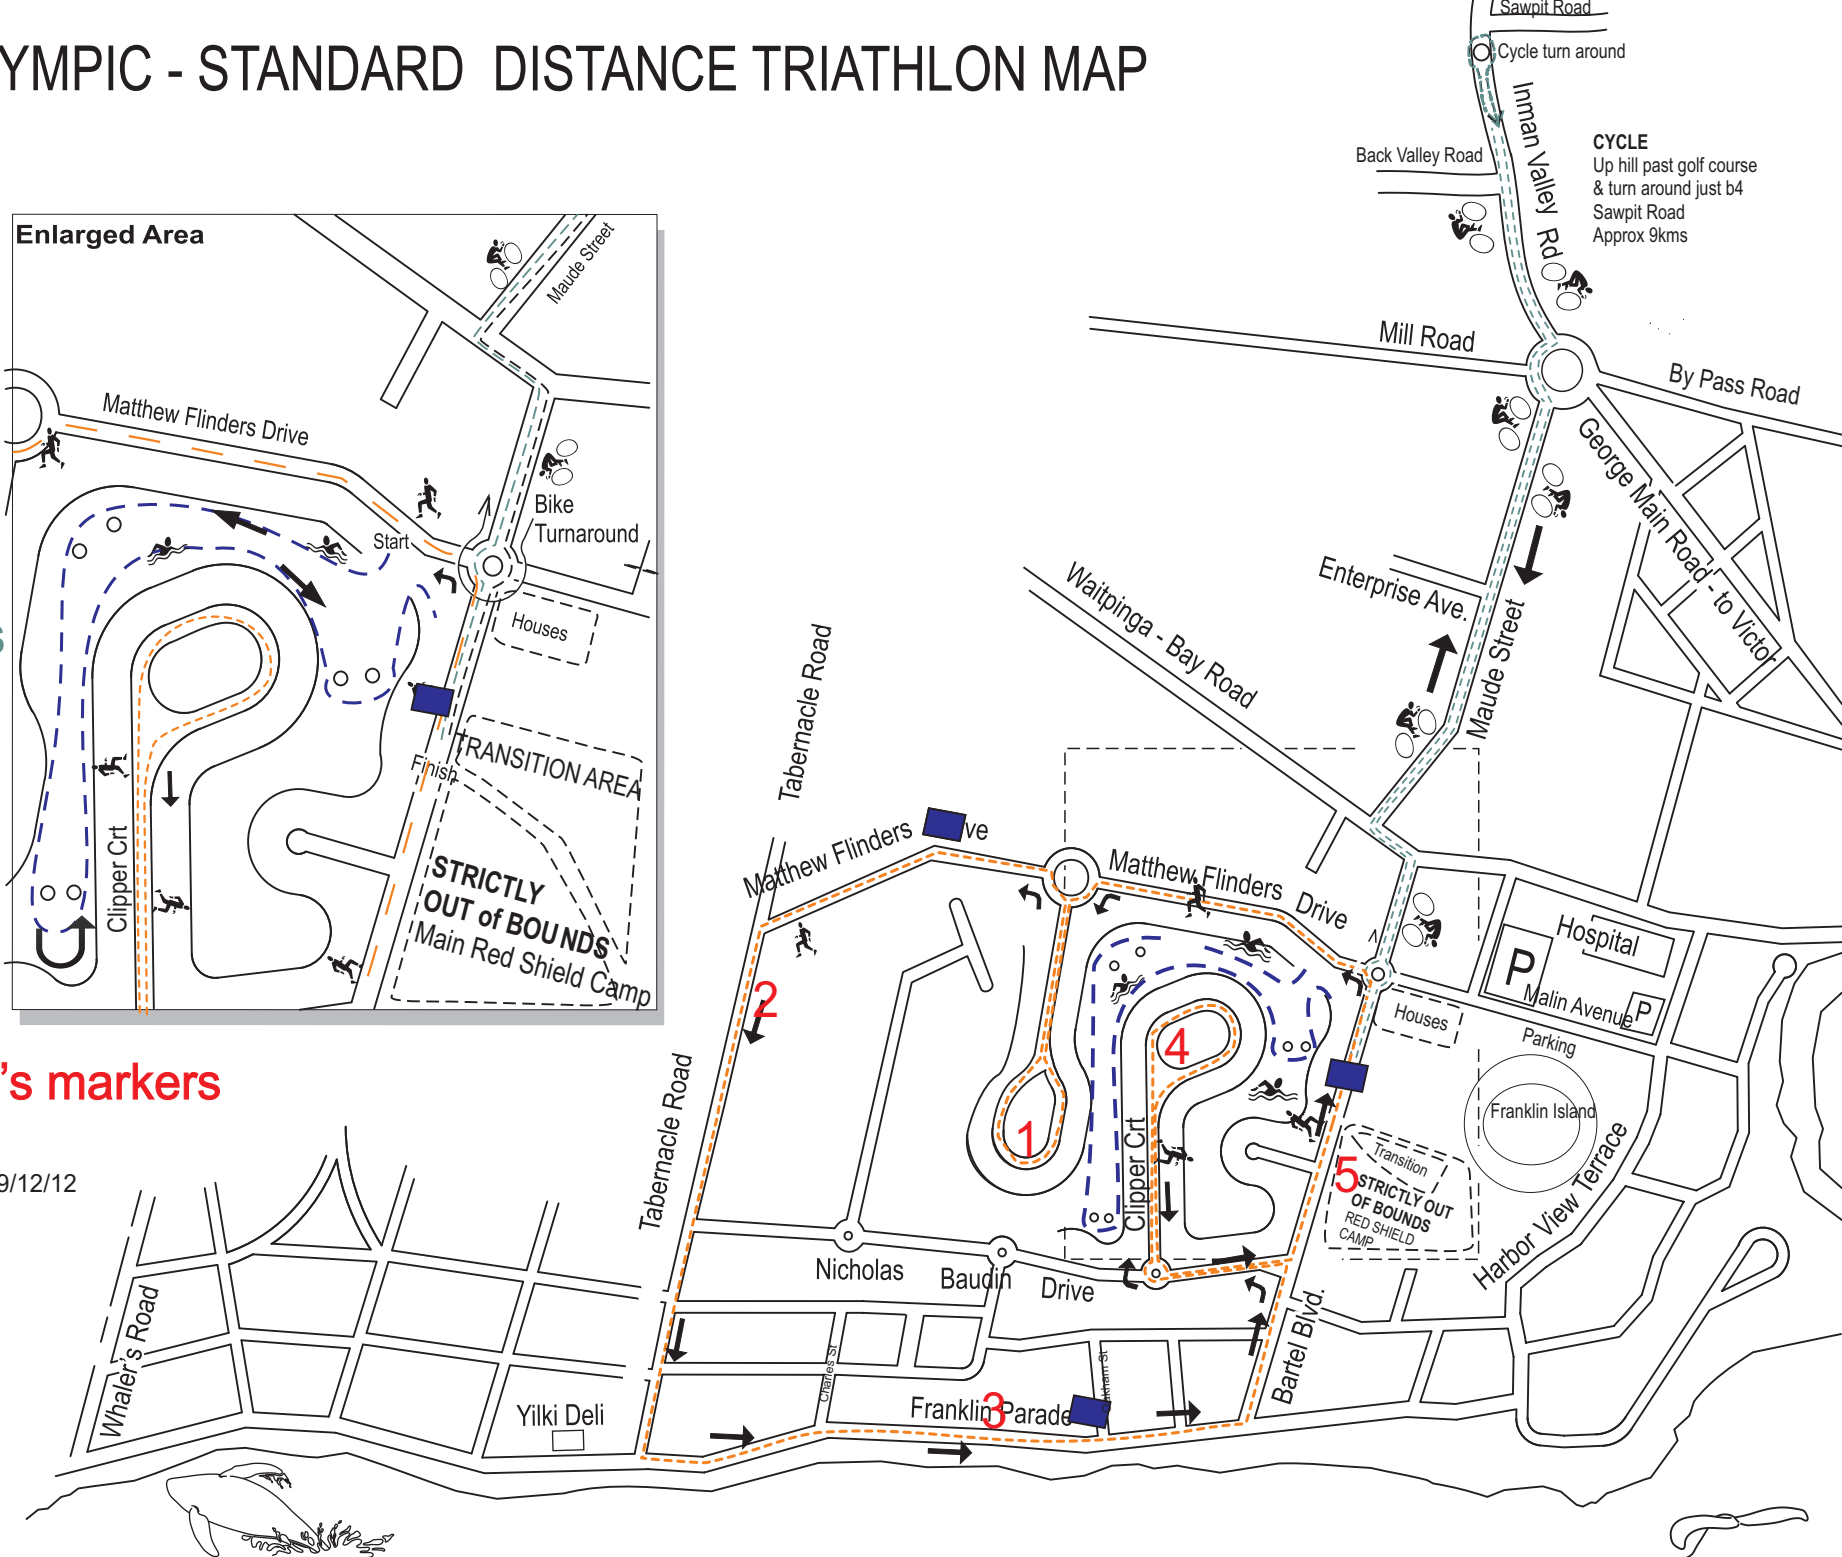 YMPIC - STANDARD DISTANCE TRIATHLON MAP
Sawpit Road
Cycle turn around
Inman Valley Rd
Back Valley Road
CYCLE
Up hill past golf course
& turn around just b4
Sawpit Road
Approx 9kms
Enlarged Area
Maude Street
Matthew Flinders Drive
Start
Bike
Turnaround
Houses
TRANSITION AREA
Finish
STRICTLY
OUT of BOUNDS
Main Red Shield Camp
Clipper Crt
Mill Road
By Pass Road
George Main Road - to Victor
Enterprise Ave.
Maude Street
Waitpinga - Bay Road
Tabernacle Road
Matthew Flinders ve
Matthew Flinders Drive
Hospital
P
Malin Avenue
P
Parking
Houses
Franklin Island
2
4
1
5
Transition
STRICTLY OUT
OF BOUNDS
RED SHIELD
CAMP
Clipper Crt
Harbor View Terrace
's markers
9/12/12
Tabernacle Road
Nicholas Baudin Drive
Whaler's Road
Bartel Blvd.
Charles St
Yilki Deli
Franklin Parade
3